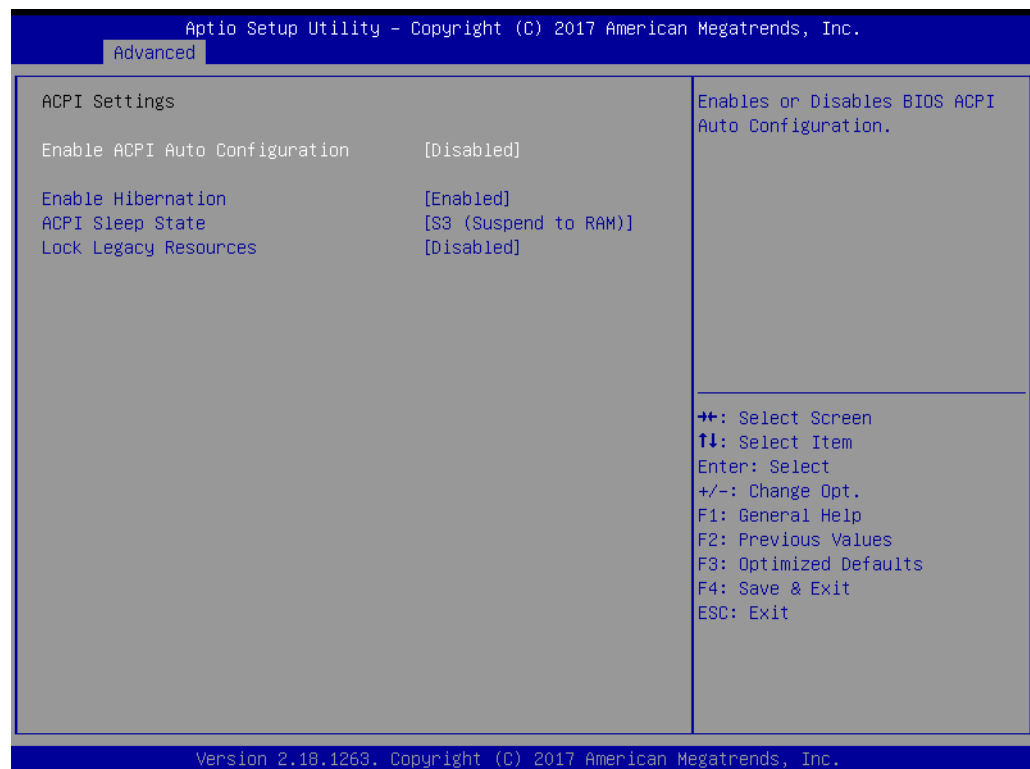 Aptio Setup Utility – Copyright (C) 2017 American Megatrends, Inc.
Advanced
ACPI Settings
Enable ACPI Auto Configuration [Disabled]
Enable Hibernation [Enabled]
ACPI Sleep State [S3 (Suspend to RAM)]
Lock Legacy Resources [Disabled]
Enables or Disables BIOS ACPI
Auto Configuration.
→←: Select Screen
↑↓: Select Item
Enter: Select
+/-: Change Opt.
F1: General Help
F2: Previous Values
F3: Optimized Defaults
F4: Save & Exit
ESC: Exit
Version 2.18.1263. Copyright (C) 2017 American Megatrends, Inc.